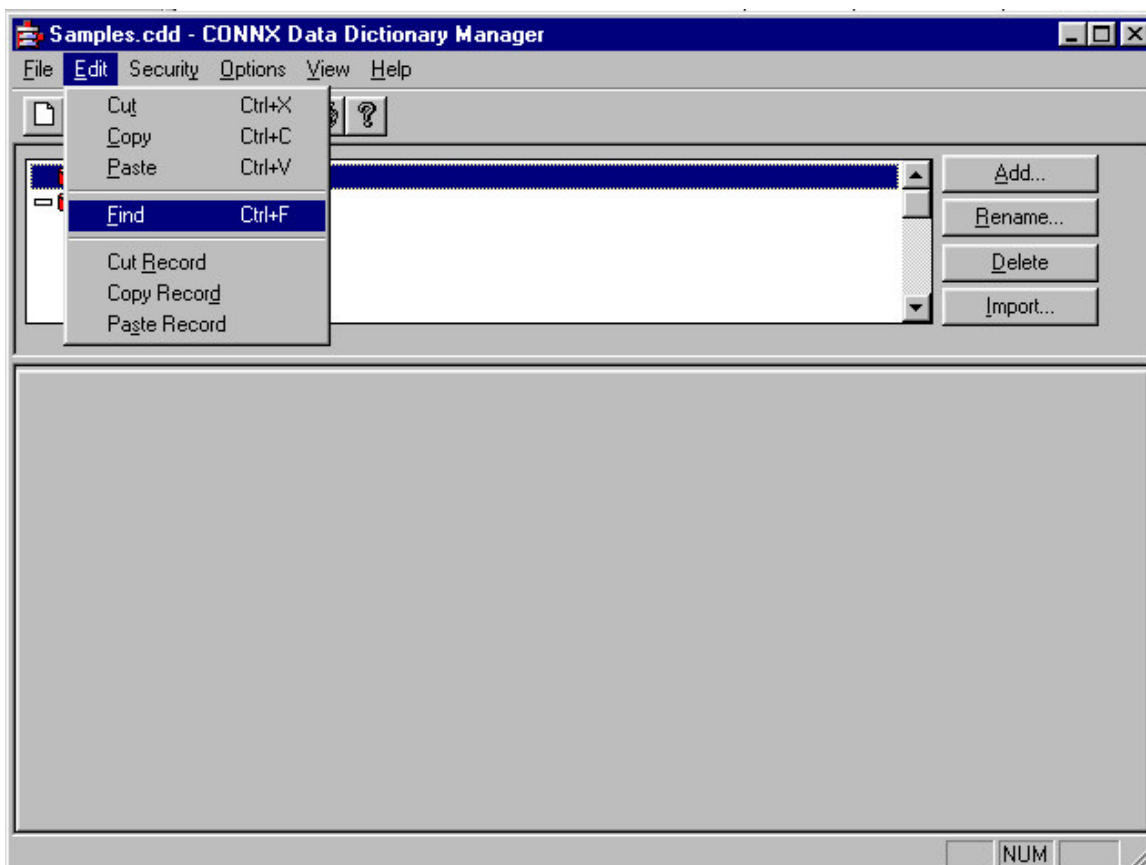 Samples.cdd - CONNX Data Dictionary Manager
File Edit Security Options View Help
Cut Ctrl+X
Copy Ctrl+C
Paste Ctrl+V
Find Ctrl+F
Cut Record
Copy Record
Paste Record
Add...
Rename...
Delete
Import...
NUM